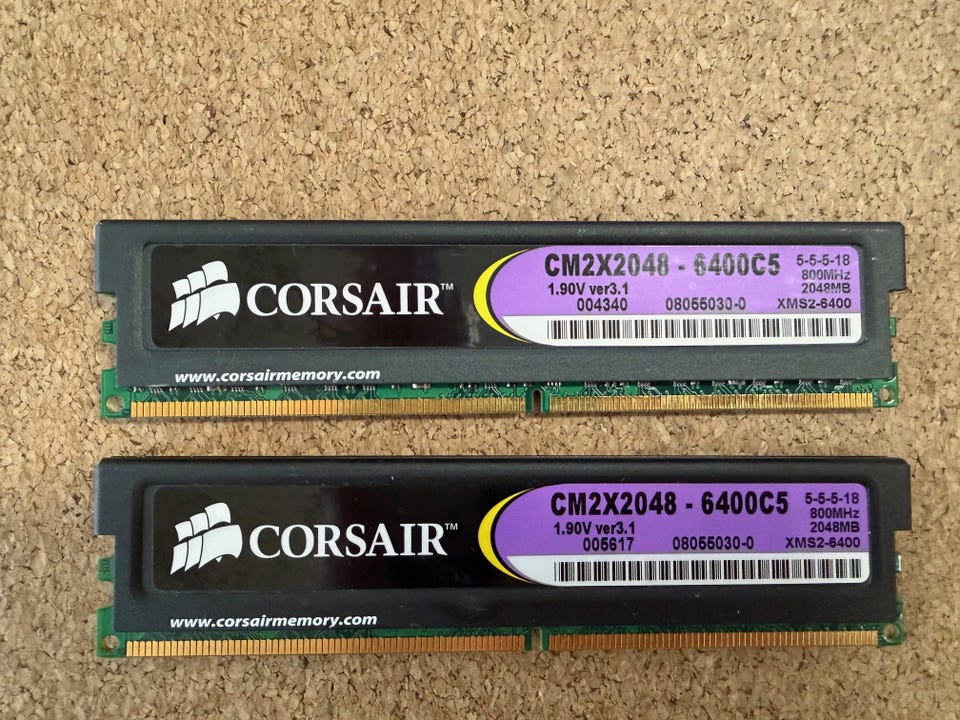 CORSAIR™
www.corsairmemory.com
CM2X2048 - 6400C5
1.90V ver3.1
004340 08055030-0
5-5-5-18
800MHz
2048MB
XMS2-6400
CORSAIR™
www.corsairmemory.com
CM2X2048 - 6400C5
1.90V ver3.1
005617 08055030-0
5-5-5-18
800MHz
2048MB
XMS2-6400